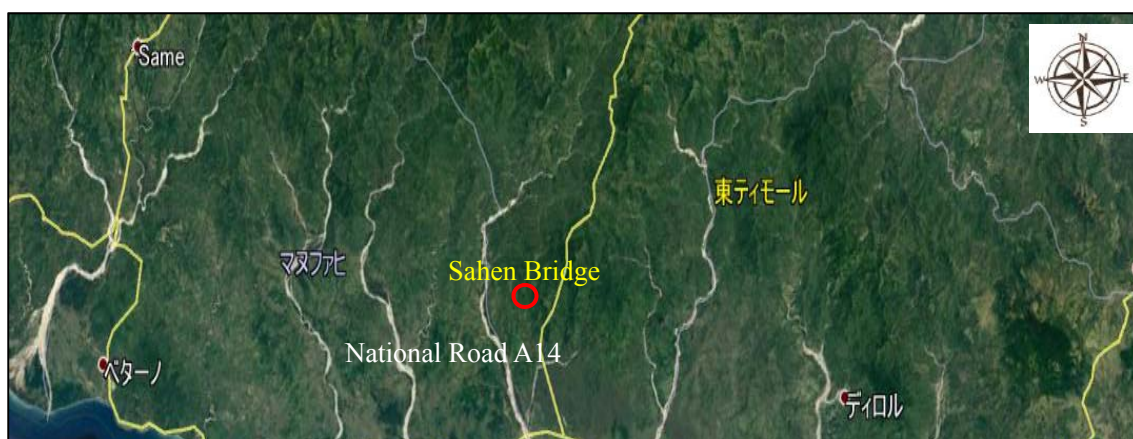 Same
N
W
E
S
東ティモール
マヌファヒ
Sahen Bridge
National Road A14
ベターノ
ディロル